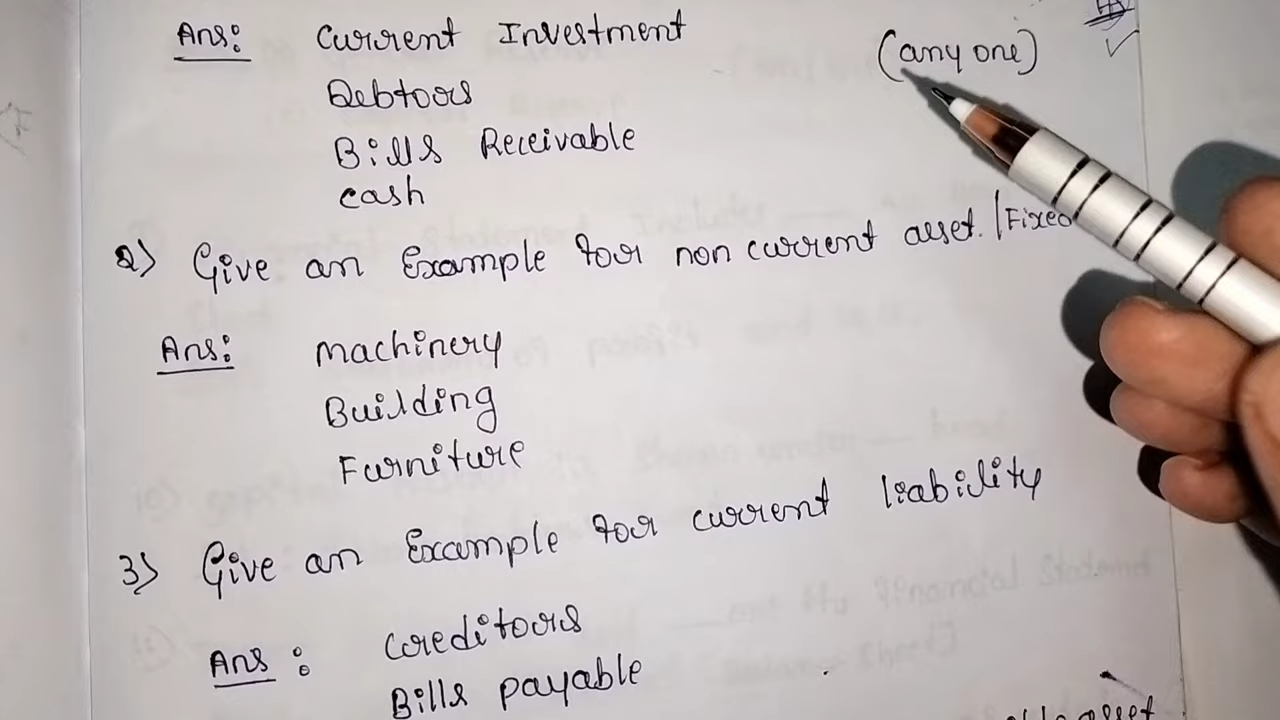 Ans: Current Investment
(any one)
Debtors
Bills Receivable
cash
2) Give an Example for non current asset. / Fixed
Ans: Machinery
Building
Furniture
3) Give an Example for current liability
Ans : Creditors
Bills payable
asset